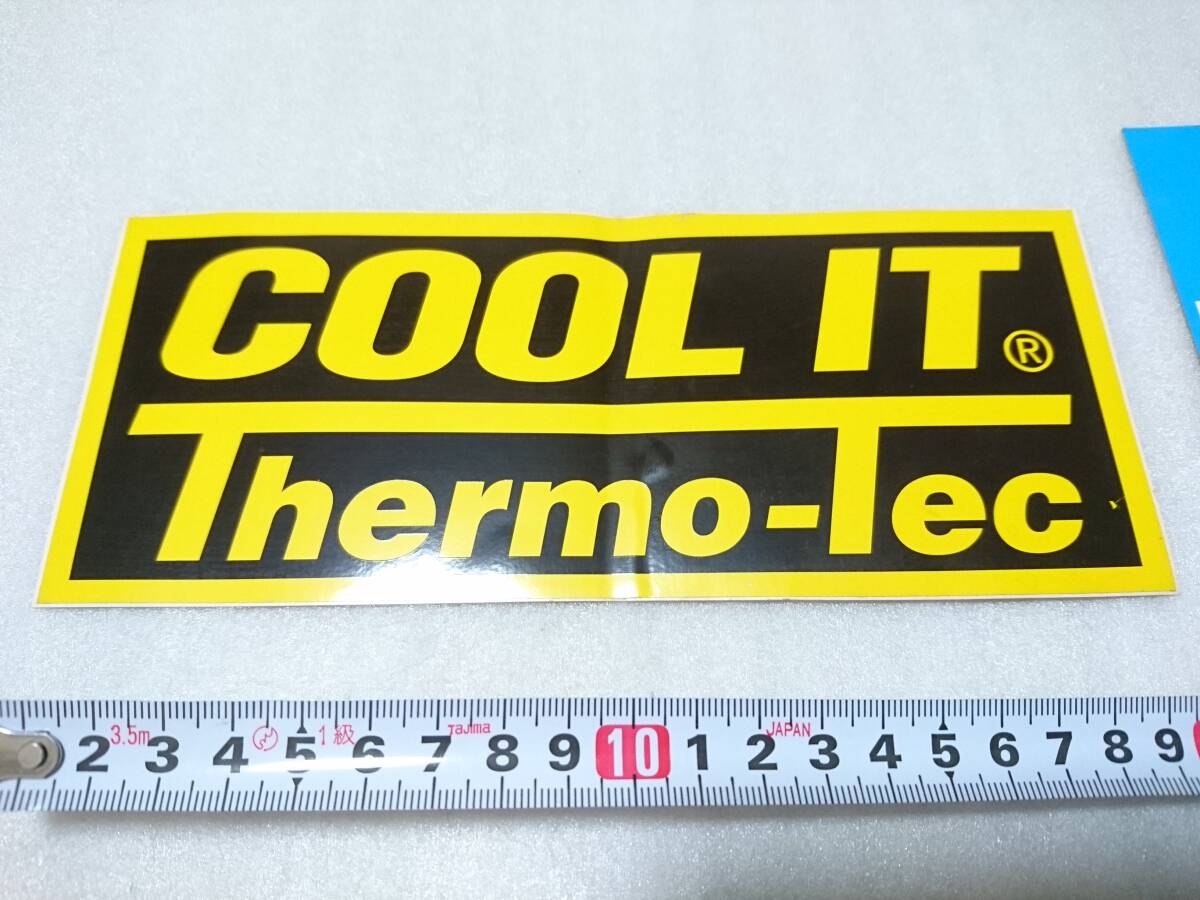 COOL IT®
Thermo-Tec
3.5m 1級 Tajima JAPAN
2 3 4 5 6 7 8 9 10 1 2 3 4 5 6 7 8 9